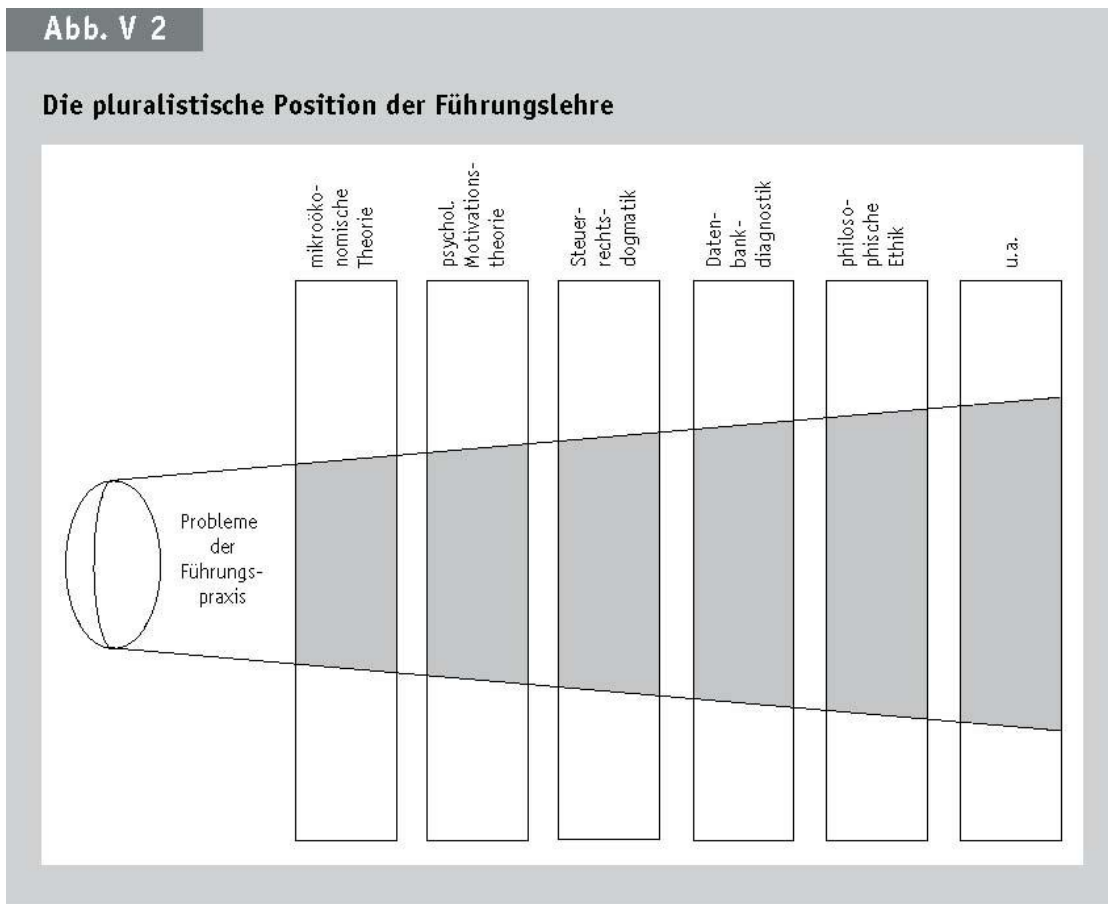 Abb. V 2
Die pluralistische Position der Führungslehre
mikroöko-
nomische
Theorie
psychol.
Motivations-
theorie
Steuer-
rechts-
dogmatik
Daten-
bank-
diagnostik
philoso-
phische
Ethik
u.a.
Probleme
der
Führungs-
praxis